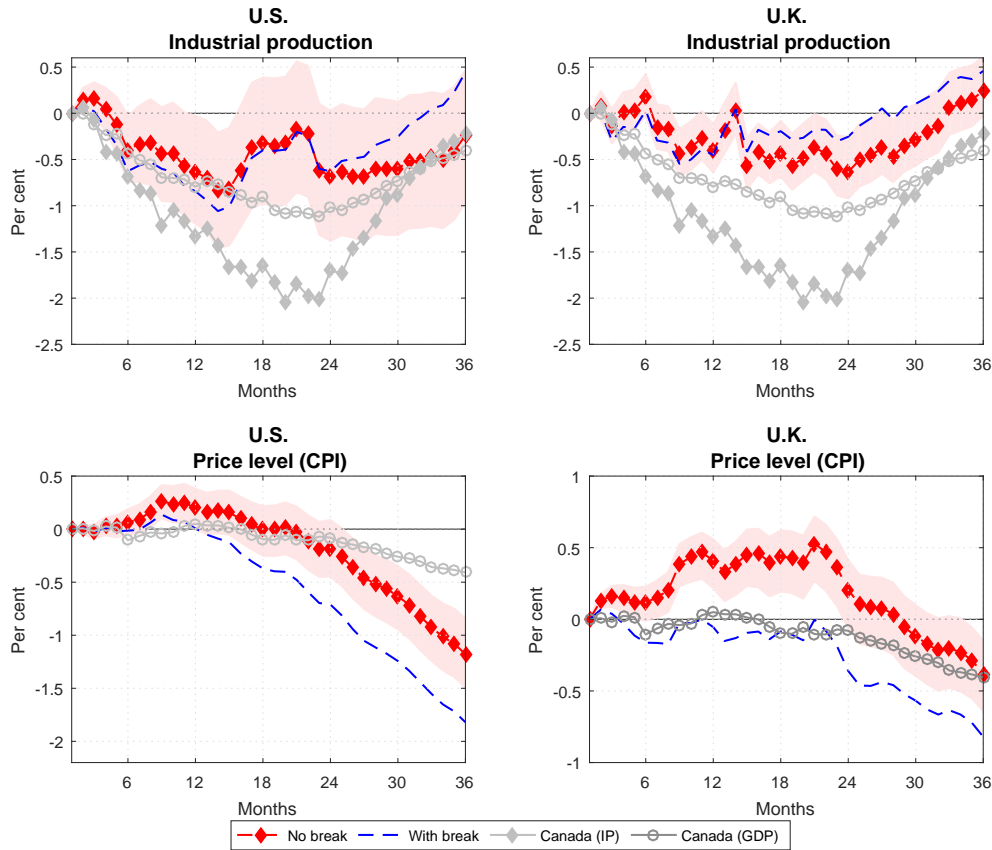 U.S.
Industrial production
0.5
0
-0.5
-1
-1.5
-2
-2.5
Per cent
6
12
18
24
30
36
Months
U.K.
Industrial production
0.5
0
-0.5
-1
-1.5
-2
-2.5
Per cent
6
12
18
24
30
36
Months
U.S.
Price level (CPI)
0.5
0
-0.5
-1
-1.5
-2
Per cent
6
12
18
24
30
36
Months
U.K.
Price level (CPI)
1
0.5
0
-0.5
-1
Per cent
6
12
18
24
30
36
Months
No break
With break
Canada (IP)
Canada (GDP)